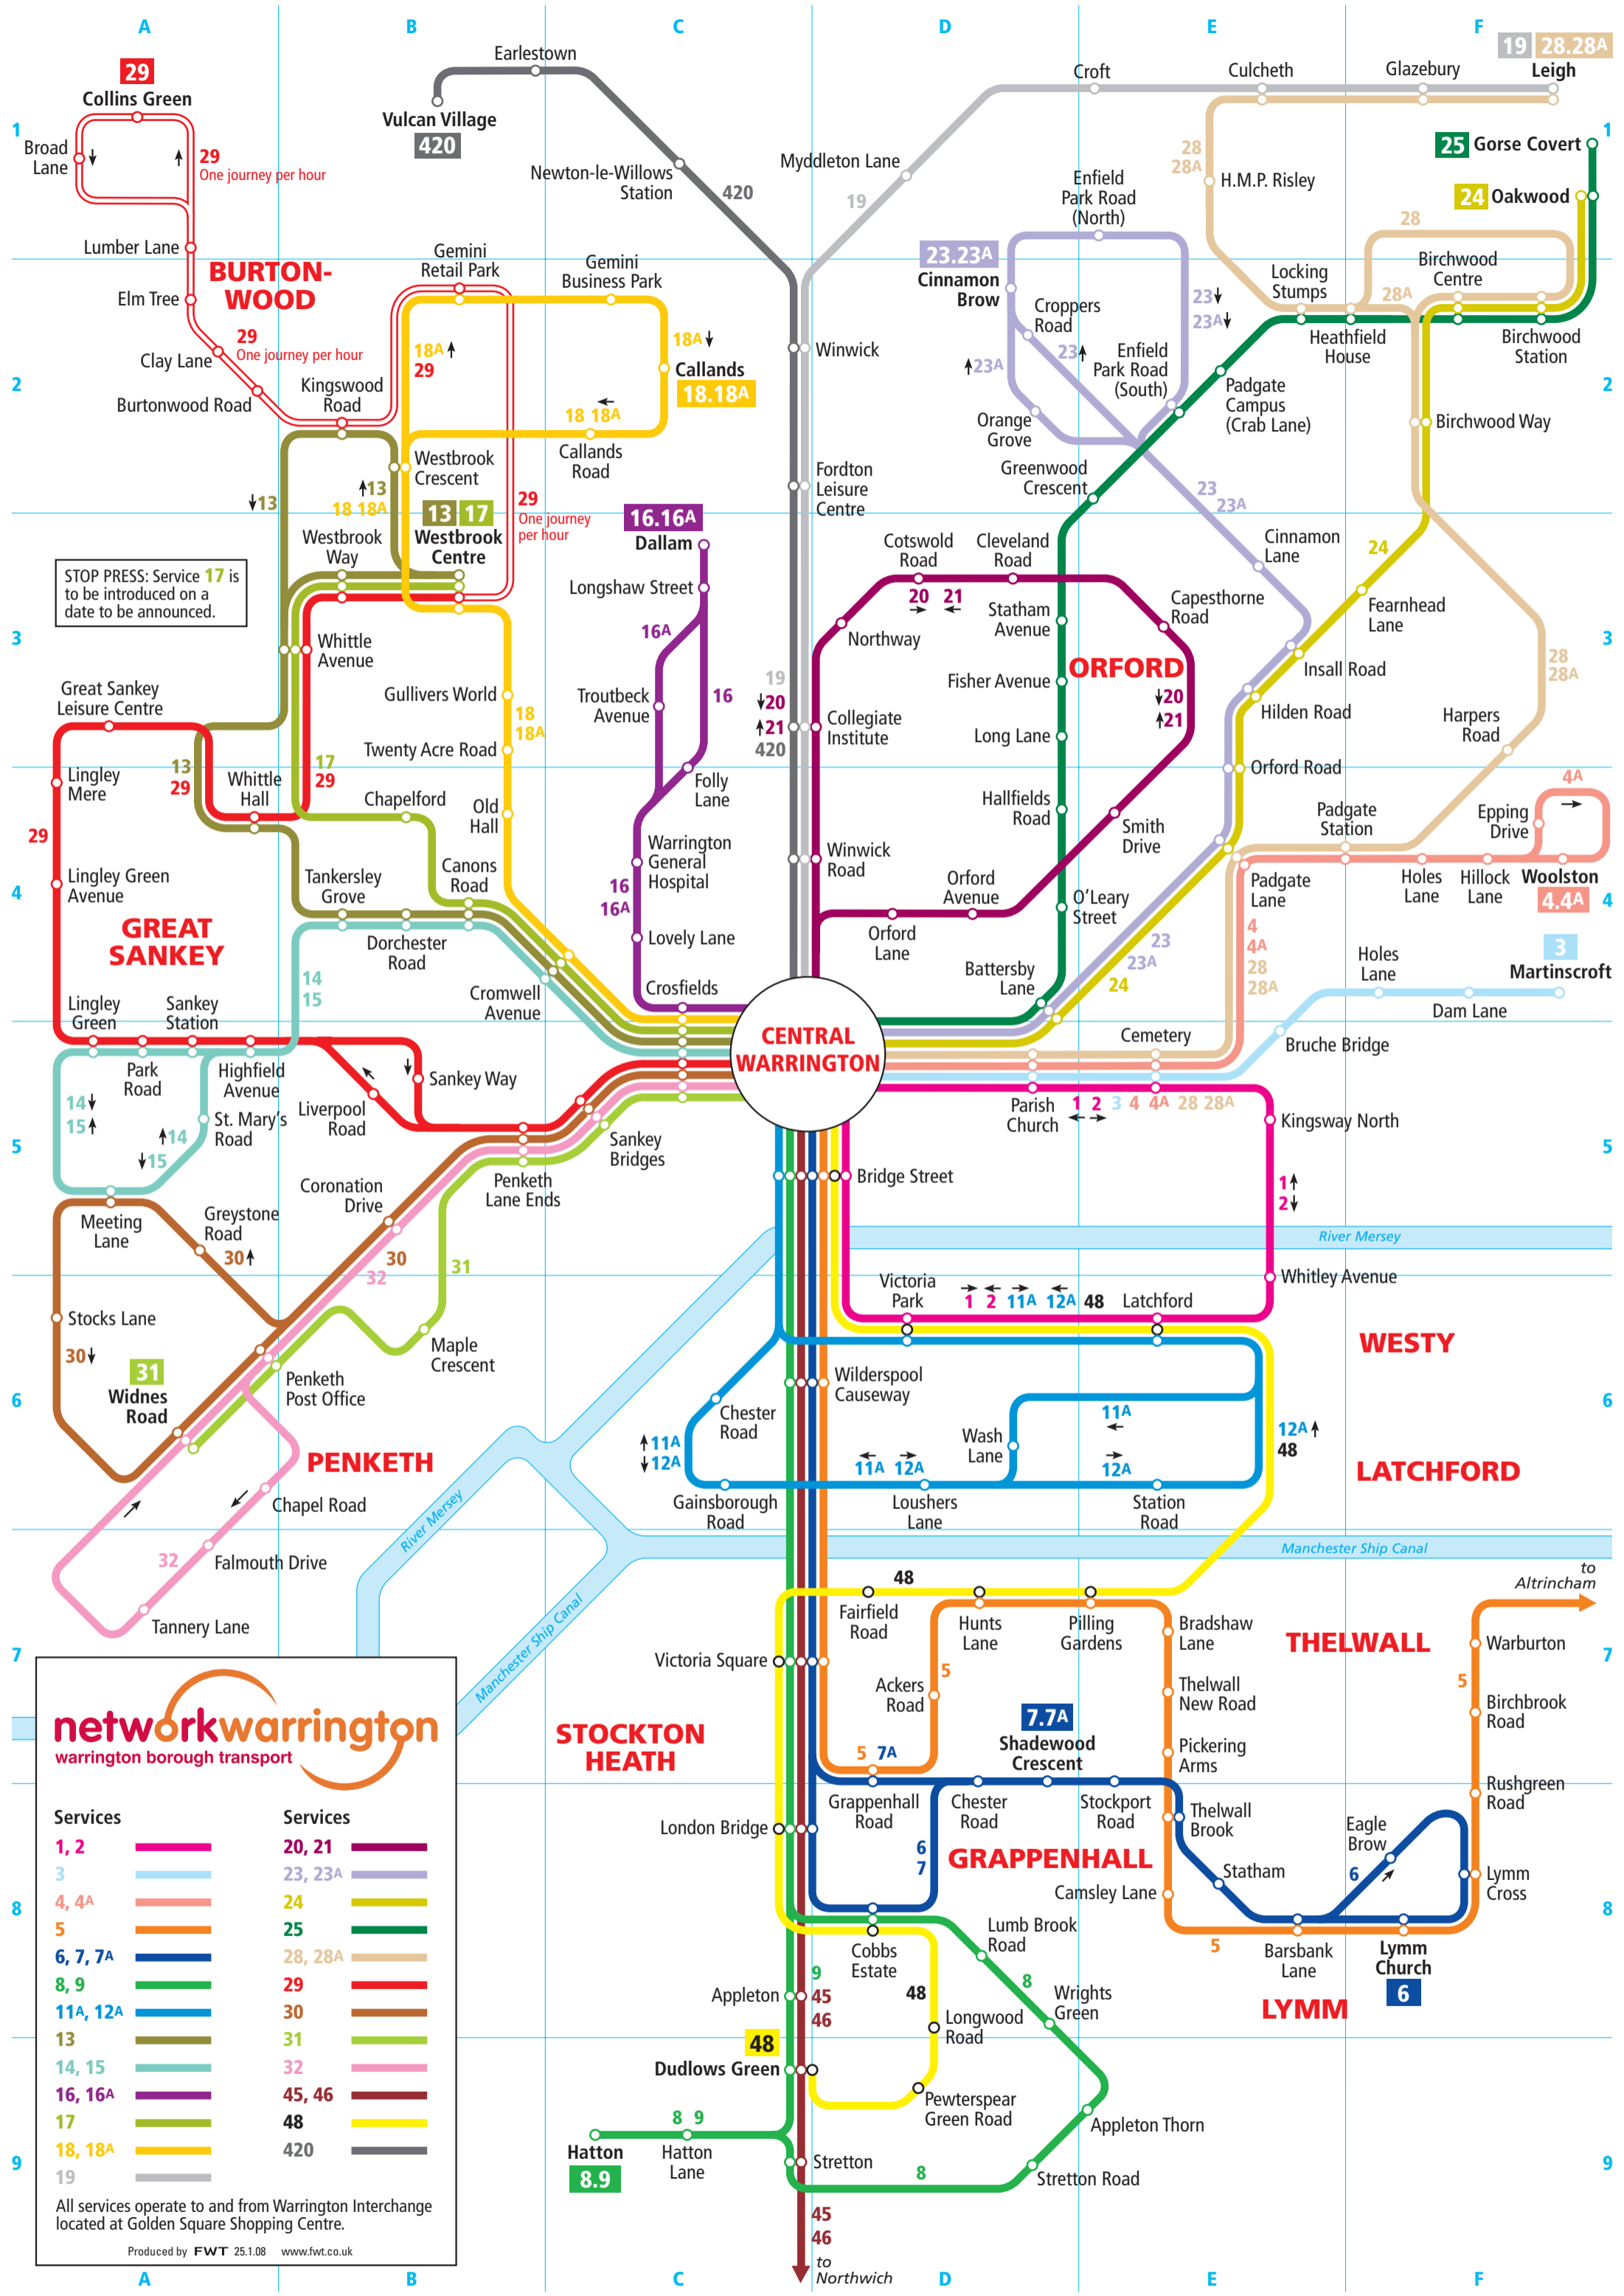 A B C D E F
19 28.28A
Leigh
Glazebury
Culcheth
Croft
Earlestown
29
Collins Green
Vulcan Village
420
1
1
Broad
Lane
29
One journey per hour
Newton-le-Willows
Station
420
Myddleton Lane
19
28
28A
H.M.P. Risley
25 Gorse Covert
24 Oakwood
Enfield
Park Road
(North)
28
Lumber Lane
BURTON-
WOOD
Elm Tree
29
One journey per hour
Clay Lane
Burtonwood Road
Kingswood
Road
Gemini
Retail Park
Gemini
Business Park
18A
29
18A
Callands
18.18A
18 18A
Callands
Road
Winwick
23.23A
Cinnamon
Brow
Croppers
Road
23
23A
23
23A
Enfield
Park Road
(South)
Orange
Grove
Locking
Stumps
28A
Birchwood
Centre
Heathfield
House
Birchwood
Station
2
2
Padgate
Campus
(Crab Lane)
Birchwood Way
Greenwood
Crescent
Fordton
Leisure
Centre
23
23A
Westbrook
Crescent
13
13
18 18A
13 17
Westbrook
Centre
Westbrook
Way
29
One journey
per hour
16.16A
Dallam
Longshaw Street
16A
16
Troutbeck
Avenue
Folly
Lane
STOP PRESS: Service 17 is
to be introduced on a
date to be announced.
3
3
Whittle
Avenue
Gullivers World
18
18A
Twenty Acre Road
Great Sankey
Leisure Centre
Cotswold
Road
Cleveland
Road
20 21
Northway
Statham
Avenue
Capesthorne
Road
ORFORD
Fisher Avenue
20
21
Long Lane
19
20
21
420
Collegiate
Institute
Cinnamon
Lane
24
Fearnhead
Lane
Insall Road
Hilden Road
28
28A
Harpers
Road
Orford Road
Lingley
Mere
13
29
Whittle
Hall
17
29
Chapelford
Old
Hall
29
Lingley Green
Avenue
Tankersley
Grove
Canons
Road
Warrington
General
Hospital
16
16A
Winwick
Road
Hallfields
Road
Smith
Drive
Padgate
Station
Epping
Drive
4A
4
4
Holes
Lane
Hillock
Lane
Woolston
4.4A
Padgate
Lane
4
4A
28
28A
O'Leary
Street
Orford
Avenue
Orford
Lane
GREAT
SANKEY
Dorchester
Road
14
15
Cromwell
Avenue
Lovely Lane
Crosfields
Battersby
Lane
23
23A
24
Holes
Lane
3
Martinscroft
Dam Lane
Bruche Bridge
Lingley
Green
Sankey
Station
CENTRAL
WARRINGTON
Cemetery
Park
Road
Highfield
Avenue
Sankey Way
Liverpool
Road
14
15
St. Mary's
Road
14
15
Parish
Church
1 2 3 4 4A 28 28A
Kingsway North
Sankey
Bridges
5
5
Penketh
Lane Ends
Bridge Street
1
2
Coronation
Drive
Meeting
Lane
Greystone
Road
30
30
32
31
River Mersey
Whitley Avenue
Stocks Lane
30
31
Widnes
Road
Maple
Crescent
Penketh
Post Office
Victoria
Park
1 2 11A 12A 48
Latchford
WESTY
Wilderspool
Causeway
Chester
Road
11A
12A
11A
Wash
Lane
12A
48
6
6
11A 12A
12A
LATCHFORD
PENKETH
Gainsborough
Road
Loushers
Lane
Station
Road
Chapel Road
River Mersey
Manchester Ship Canal
Manchester Ship Canal
32
Falmouth Drive
Tannery Lane
48
to
Altrincham
Fairfield
Road
Hunts
Lane
Pilling
Gardens
Bradshaw
Lane
THELWALL
Warburton
7
7
Victoria Square
Ackers
Road
5
Thelwall
New Road
5
Birchbrook
Road
STOCKTON
HEATH
7.7A
Shadewood
Crescent
Pickering
Arms
5 7A
Grappenhall
Road
Chester
Road
Stockport
Road
Thelwall
Brook
Rushgreen
Road
London Bridge
6
7
GRAPPENHALL
Eagle
Brow
6
Statham
Lymm
Cross
Camsley Lane
8
8
Cobbs
Estate
Lumb Brook
Road
5
Barsbank
Lane
Lymm
Church
6
LYMM
Appleton
9
45
46
48
8
Wrights
Green
Longwood
Road
48
Dudlows Green
Pewterspear
Green Road
Appleton Thorn
8 9
Hatton
8.9
Hatton
Lane
Stretton
8
Stretton Road
9
9
45
46
to
Northwich
networkwarrington
warrington borough transport
Services
1, 2
3
4, 4A
5
6, 7, 7A
8, 9
11A, 12A
13
14, 15
16, 16A
17
18, 18A
19
Services
20, 21
23, 23A
24
25
28, 28A
29
30
31
32
45, 46
48
420
All services operate to and from Warrington Interchange
located at Golden Square Shopping Centre.
Produced by FWT 25.1.08 www.fwt.co.uk
A B C D E F